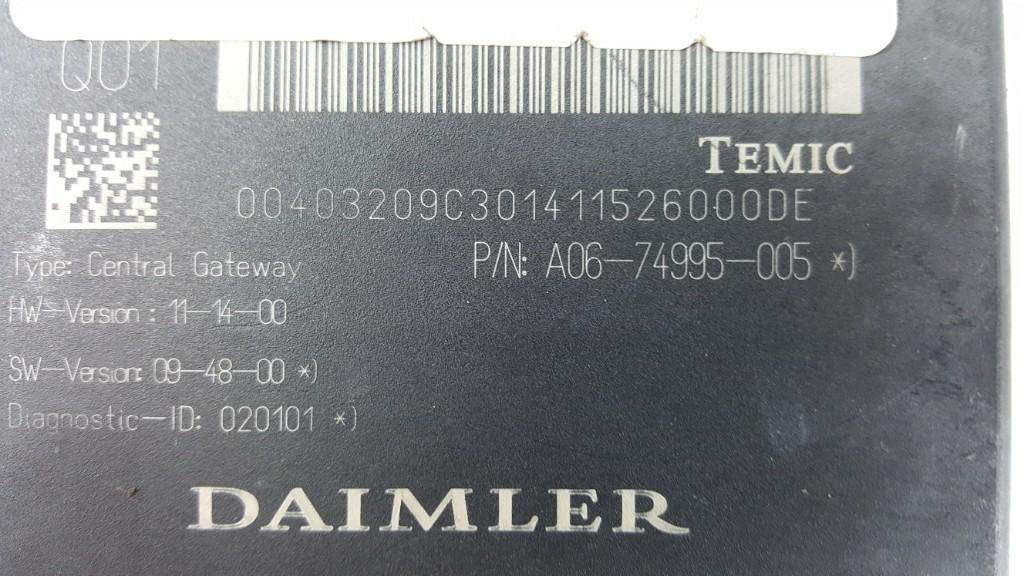 Q01
TEMIC
00403209C301411526000DE
Type: Central Gateway
P/N: A06-74995-005 *)
HW-Version: 11-14-00
SW-Version: 09-48-00 *)
Diagnostic-ID: 020101 *)
DAIMLER